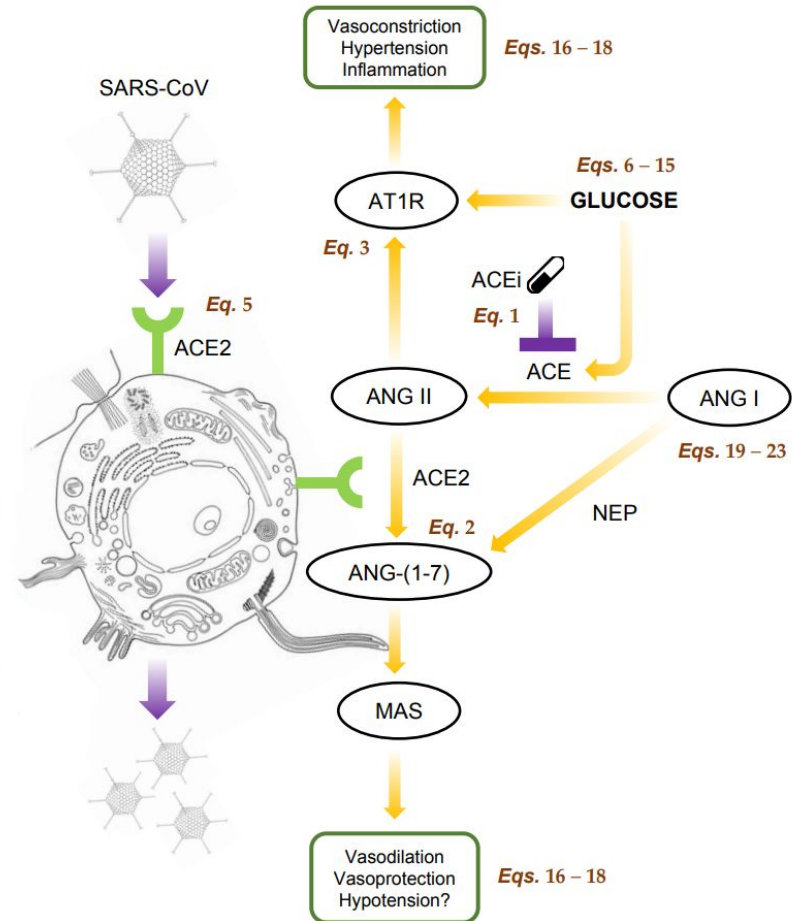 Vasoconstriction
Hypertension
Inflammation
Eqs. 16 – 18
SARS-CoV
Eqs. 6 – 15
GLUCOSE
AT1R
Eq. 3
ACEi
Eq. 1
Eq. 5
ACE2
ACE
ANG II
ANG I
Eqs. 19 – 23
ACE2
NEP
Eq. 2
ANG-(1-7)
MAS
Vasodilation
Vasoprotection
Hypotension?
Eqs. 16 – 18